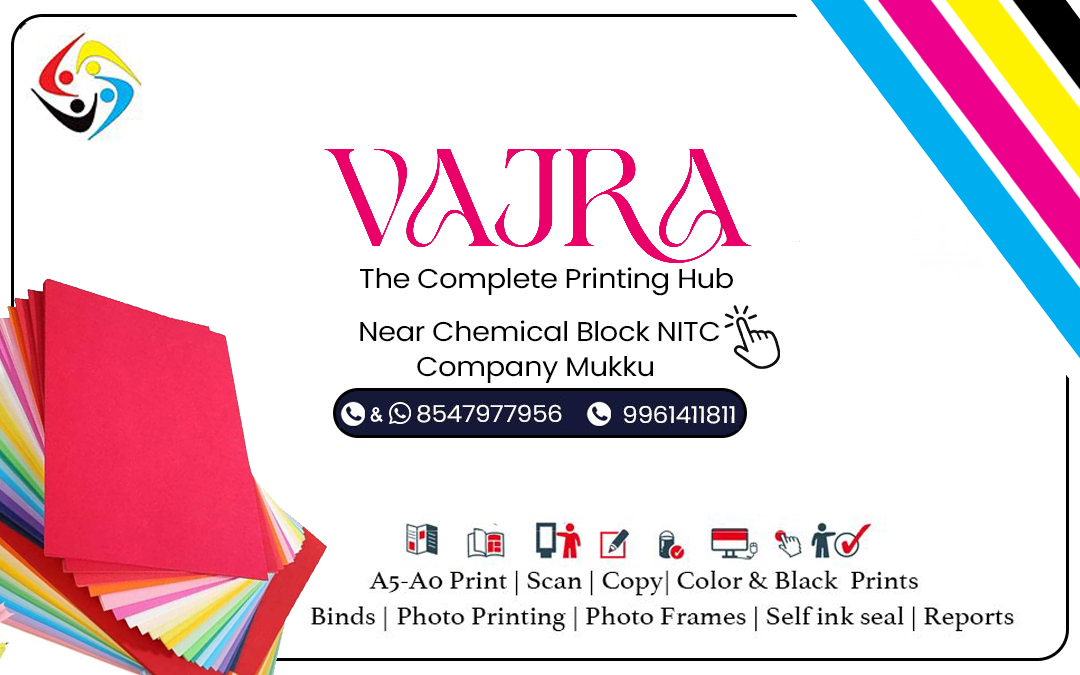 VAJRA
The Complete Printing Hub
Near Chemical Block NITC
Company Mukku
& 8547977956 9961411811
A5-A0 Print | Scan | Copy| Color & Black Prints
Binds | Photo Printing | Photo Frames | Self ink seal | Reports